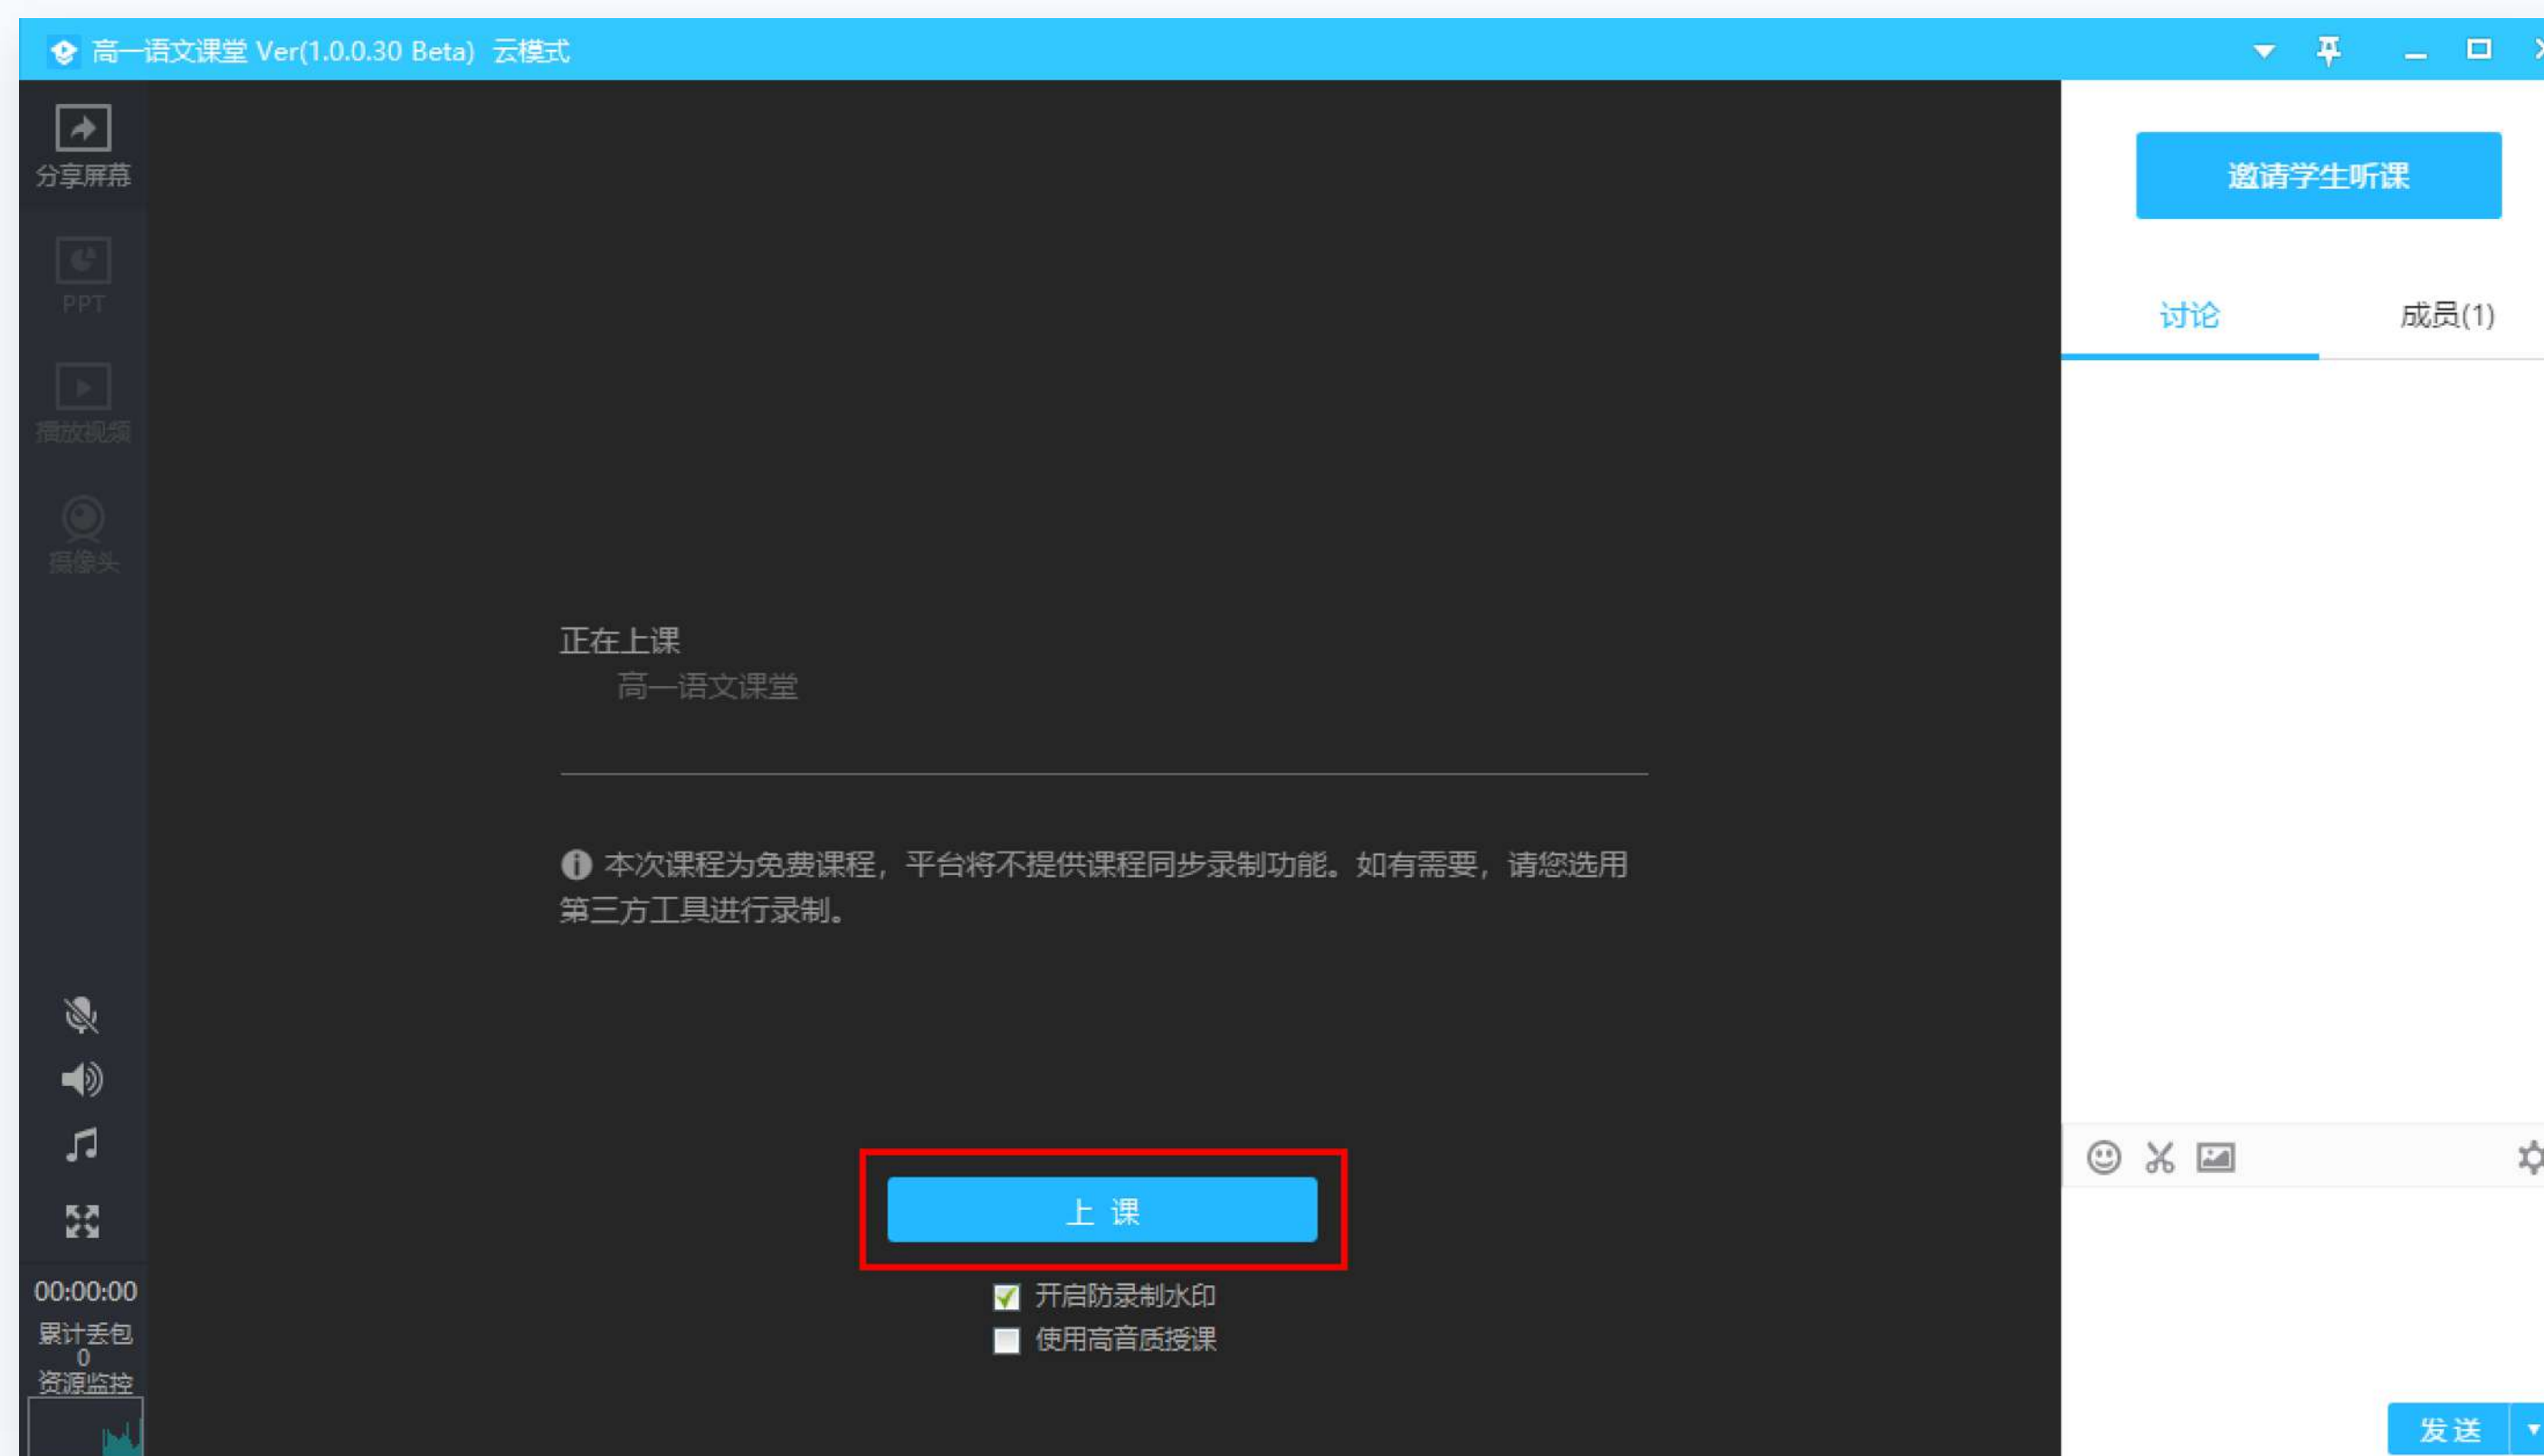 高一语文课堂 Ver(1.0.0.30 Beta) 云模式
分享屏幕
PPT
播放视频
摄像头
正在上课
高一语文课堂
本次课程为免费课程，平台将不提供课程同步录制功能。如有需要，请您选用
第三方工具进行录制。
上 课
开启防录制水印
使用高音质授课
00:00:00
累计丢包
0
资源监控
邀请学生听课
讨论 成员(1)
发送